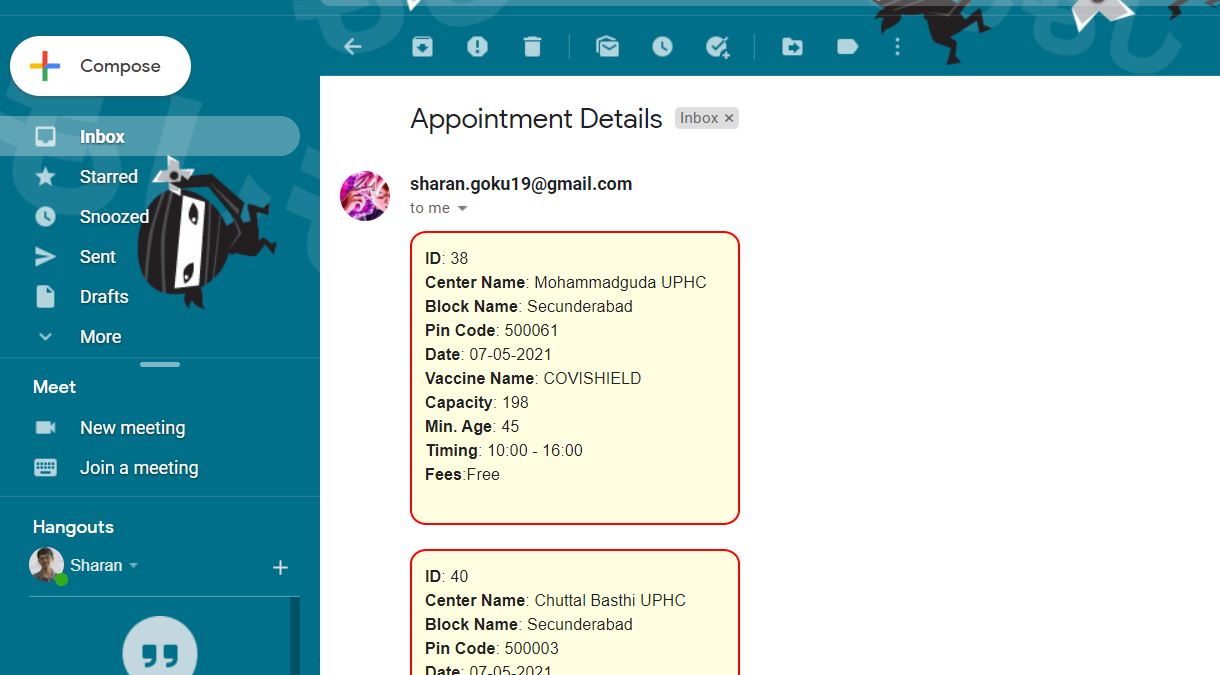 Compose
Inbox
Starred
Snoozed
Sent
Drafts
More
Meet
New meeting
Join a meeting
Hangouts
Sharan
Appointment Details Inbox ×
sharan.goku19@gmail.com
to me
ID: 38
Center Name: Mohammadguda UPHC
Block Name: Secunderabad
Pin Code: 500061
Date: 07-05-2021
Vaccine Name: COVISHIELD
Capacity: 198
Min. Age: 45
Timing: 10:00 - 16:00
Fees:Free
ID: 40
Center Name: Chuttal Basthi UPHC
Block Name: Secunderabad
Pin Code: 500003
Date: 07-05-2021